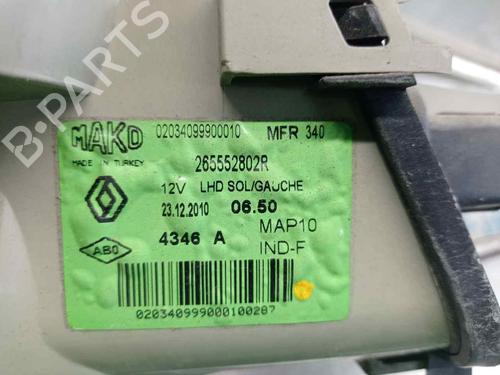 B-PARTS
MAKO 02034099900010 MFR 340
MADE IN TURKEY 265552802R
12V LHD SOL/GAUCHE
23.12.2010 06.50
4346 A MAP10
ABO IND-F
020340999000100287